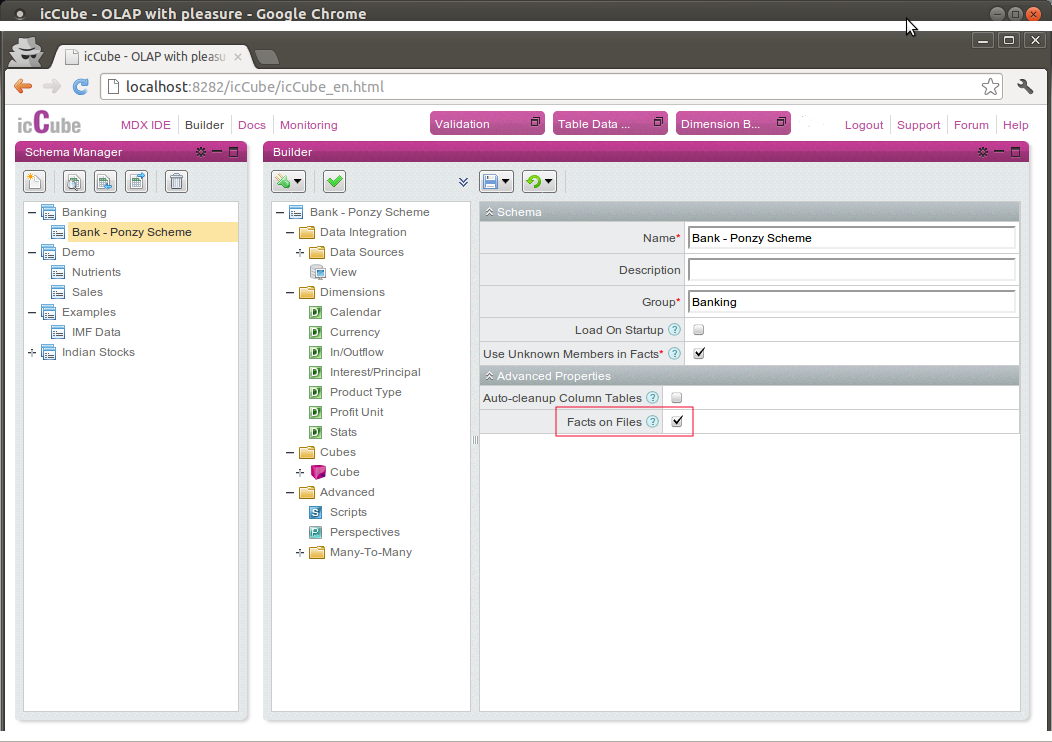 icCube - OLAP with pleasure - Google Chrome
icCube - OLAP with pleasu
localhost:8282/icCube/icCube_en.html
icCube
MDX IDE Builder Docs Monitoring
Validation
Table Data ...
Dimension B...
Logout Support Forum Help
Schema Manager
Banking
Bank - Ponzy Scheme
Demo
Nutrients
Sales
Examples
IMF Data
Indian Stocks
Builder
Bank - Ponzy Scheme
Data Integration
Data Sources
View
Dimensions
Calendar
Currency
In/Outflow
Interest/Principal
Product Type
Profit Unit
Stats
Cubes
Cube
Advanced
Scripts
Perspectives
Many-To-Many
Schema
Name* Bank - Ponzy Scheme
Description
Group* Banking
Load On Startup ?
Use Unknown Members in Facts* ?
Advanced Properties
Auto-cleanup Column Tables ?
Facts on Files ?